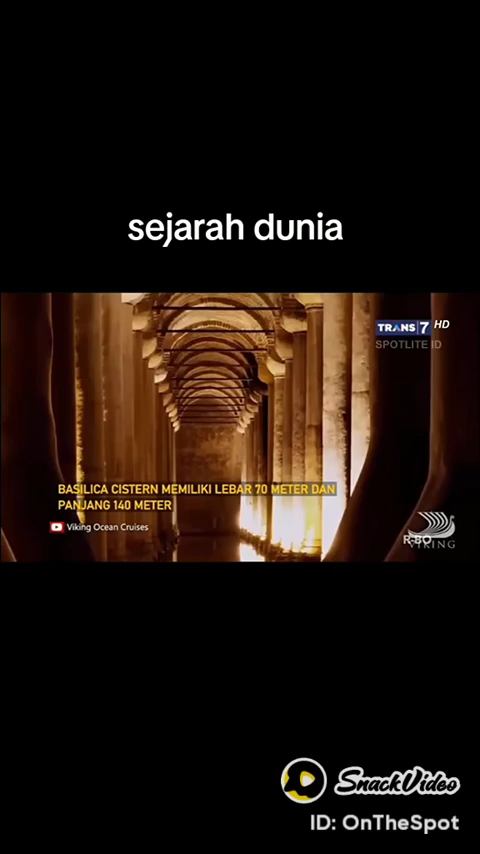 sejarah dunia
TRANS 7 HD
SPOTLITE ID
BASILICA CISTERN MEMILIKI LEBAR 70 METER DAN
PANJANG 140 METER
Viking Ocean Cruises
R-BO
VIKING
SnackVideo
ID: OnTheSpot